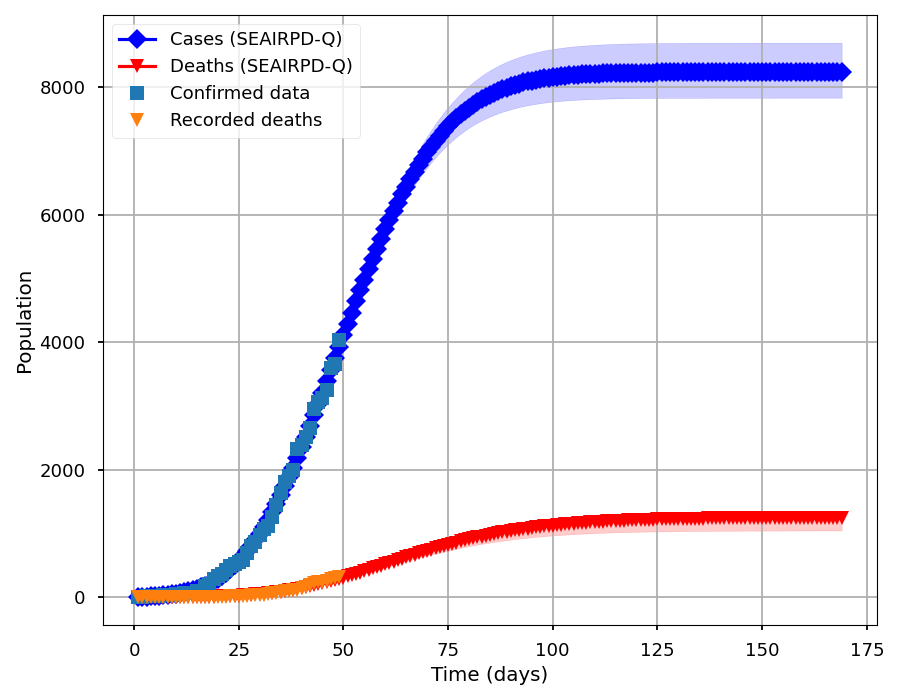 Cases (SEAIRPD-Q)
Deaths (SEAIRPD-Q)
Confirmed data
Recorded deaths
8000
6000
4000
2000
0
Population
0 25 50 75 100 125 150 175
Time (days)